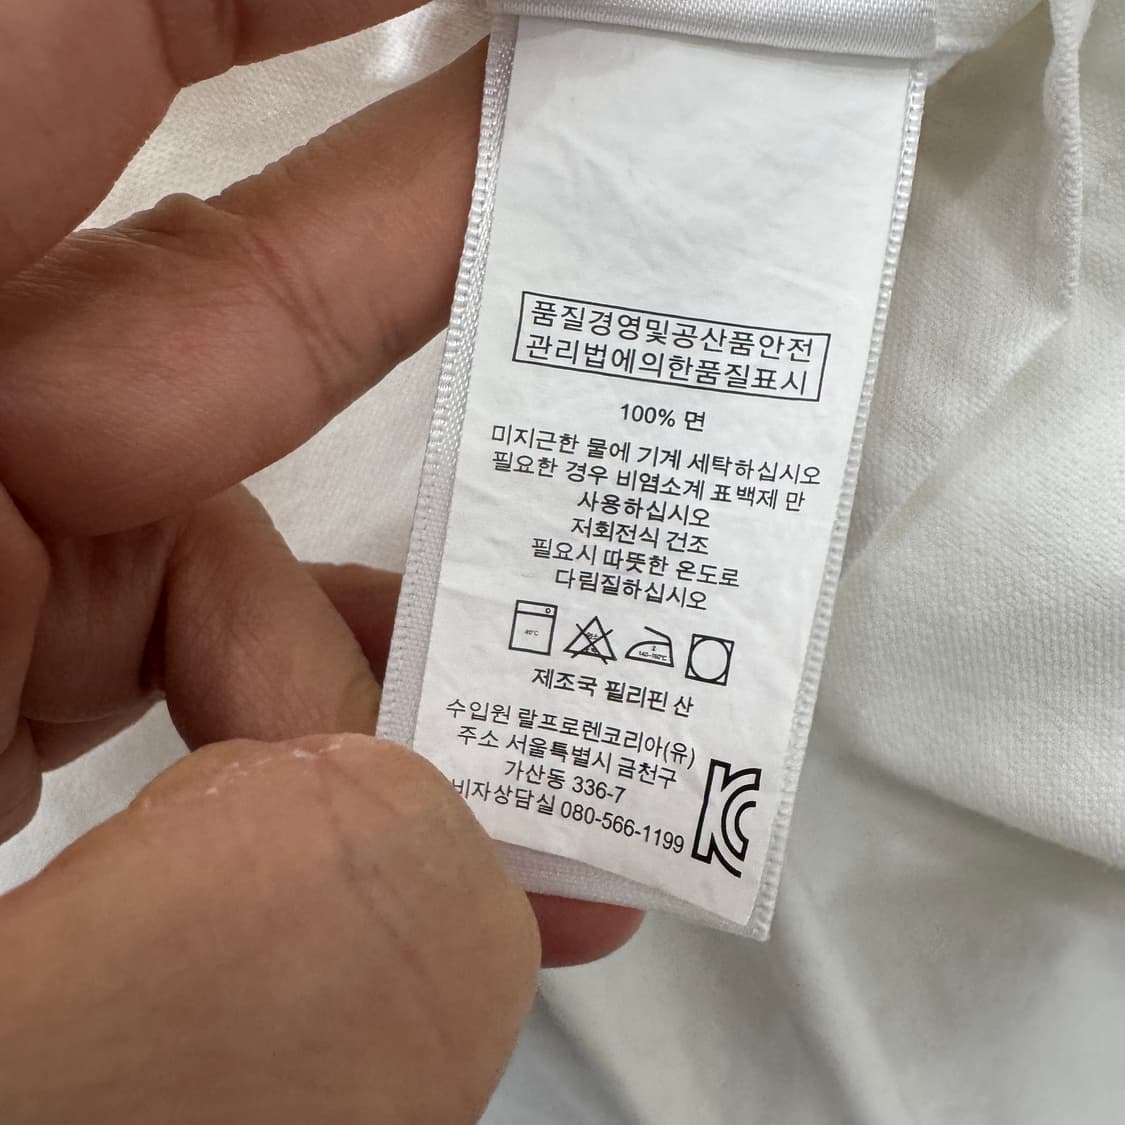 품질경영및공산품안전
관리법에의한품질표시
100% 면
미지근한 물에 기계 세탁하십시오
필요한 경우 비염소계 표백제 만
사용하십시오
저회전식 건조
필요시 따뜻한 온도로
다림질하십시오
제조국 필리핀 산
수입원 랄프로렌코리아(유)
주소 서울특별시 금천구
가산동 336-7
비자상담실 080-566-1199
KC